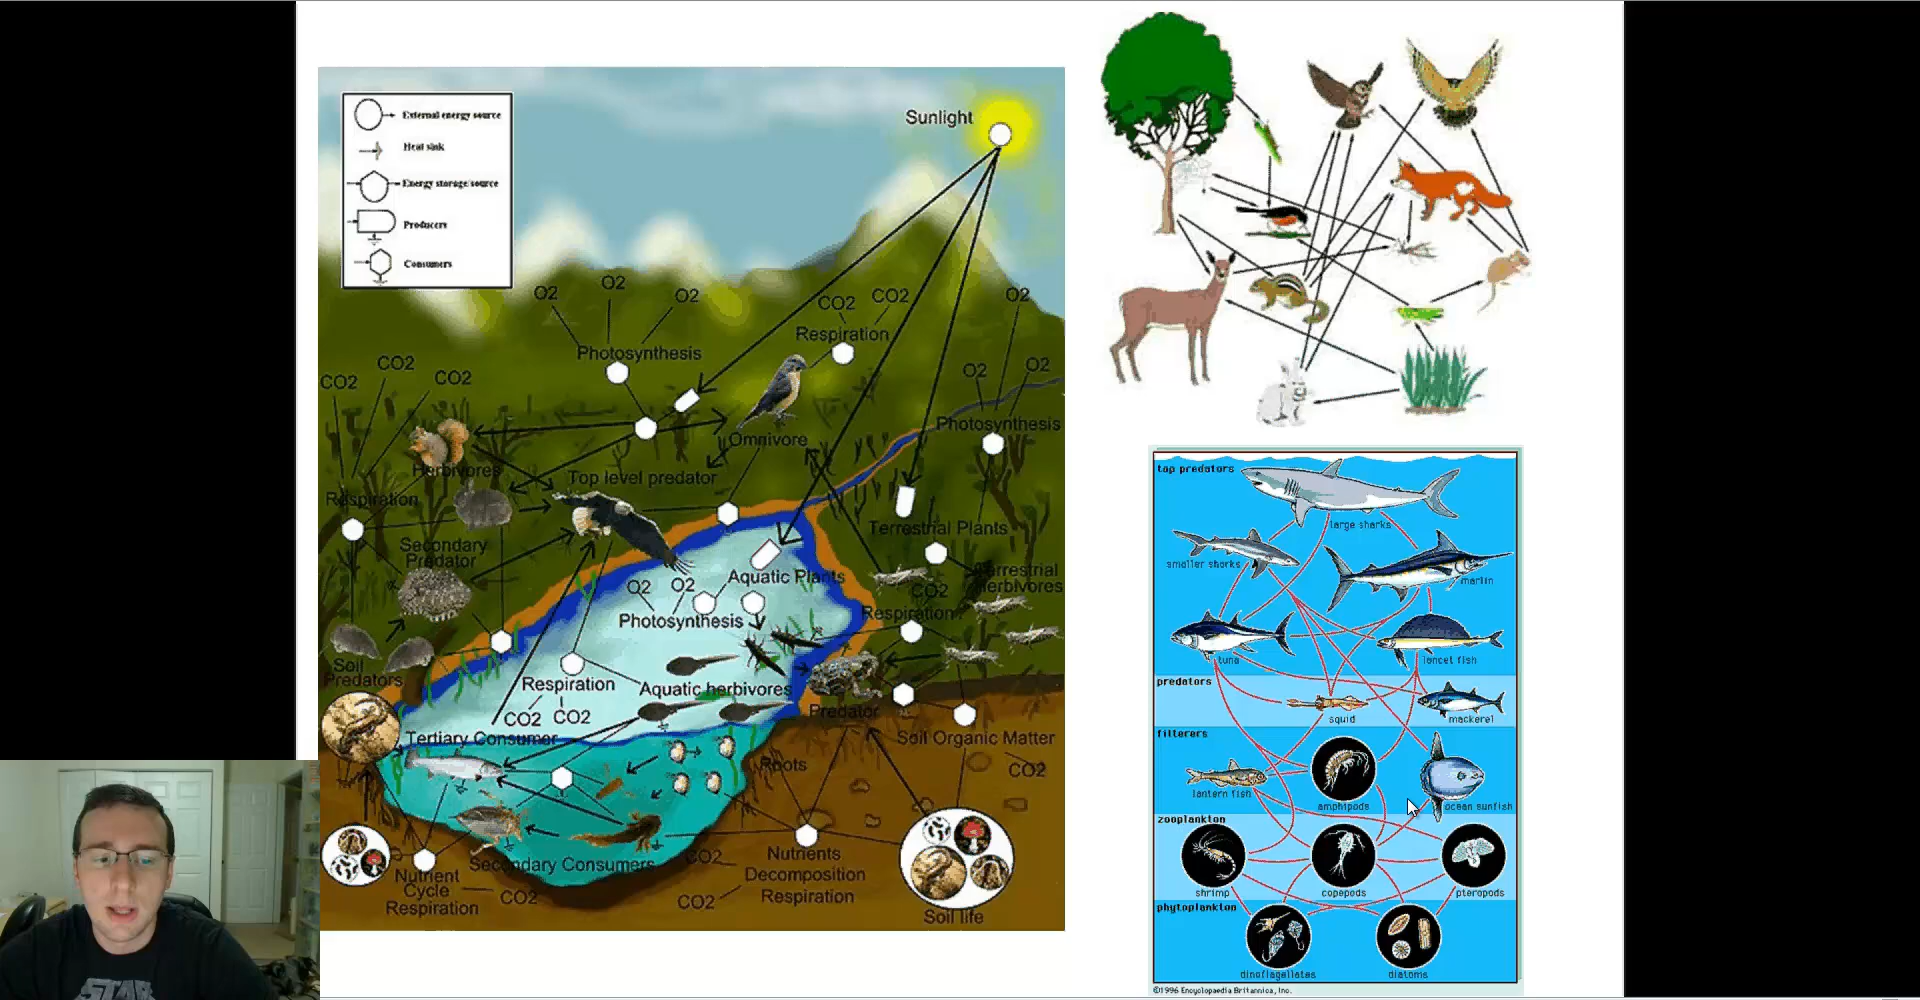 External energy source
Heat sink
Energy storage/source
Producers
Consumers
Sunlight
O2
O2
O2
CO2
CO2
O2
Respiration
Photosynthesis
O2
O2
CO2
CO2
CO2
Photosynthesis
Omnivore
Herbivores
Top level predator
Respiration
Terrestrial Plants
Secondary
Predator
Aquatic Plants
Terrestrial
herbivores
O2
O2
CO2
Photosynthesis
Respiration
Soil
Predators
Respiration
Aquatic herbivores
CO2
CO2
Predator
Tertiary Consumer
Soil Organic Matter
Roots
CO2
Secondary Consumers
CO2
Nutrients
Decomposition
Respiration
Nutrient
Cycle
Respiration
CO2
CO2
Soil life
top predators
large sharks
smaller sharks
marlin
tuna
lancet fish
predators
squid
mackerel
filterers
lantern fish
amphipods
ocean sunfish
zooplankton
shrimp
copepods
pteropods
phytoplankton
dinoflagellates
diatoms
©1996 Encyclopaedia Britannica, Inc.
STAR